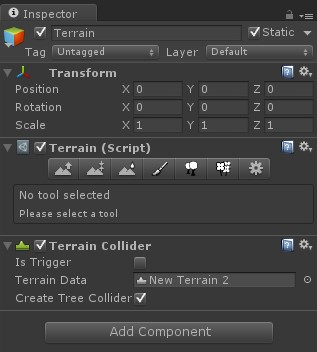 Inspector
Terrain Static
Tag Untagged Layer Default
Transform
Position X 0 Y 0 Z 0
Rotation X 0 Y 0 Z 0
Scale X 1 Y 1 Z 1
Terrain (Script)
No tool selected
Please select a tool
Terrain Collider
Is Trigger
Terrain Data New Terrain 2
Create Tree Collider
Add Component